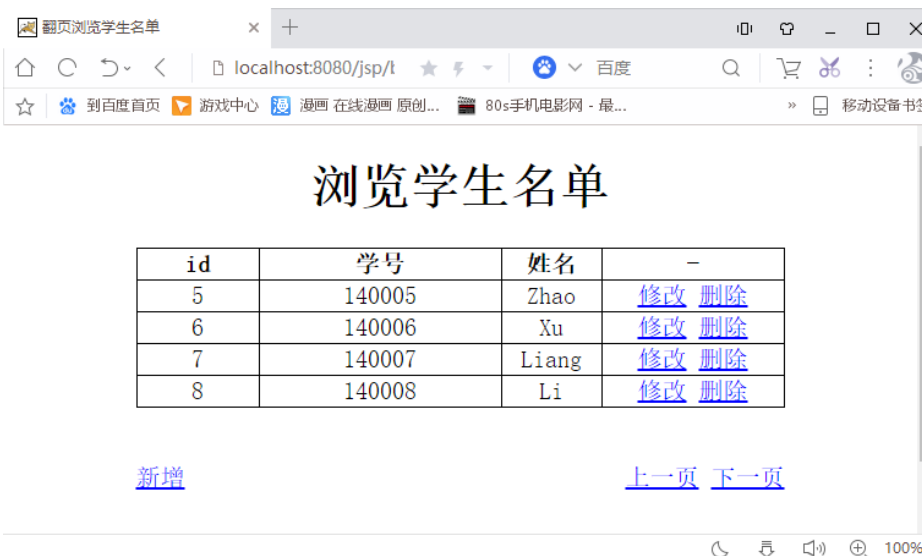 翻页浏览学生名单
localhost:8080/jsp/b 百度
到百度首页 游戏中心 漫 漫画 在线漫画 原创... 80s手机电影网 - 最... » 移动设备书签
浏览学生名单
id 学号 姓名 -
5 140005 Zhao 修改 删除
6 140006 Xu 修改 删除
7 140007 Liang 修改 删除
8 140008 Li 修改 删除
新增 上一页 下一页
100%